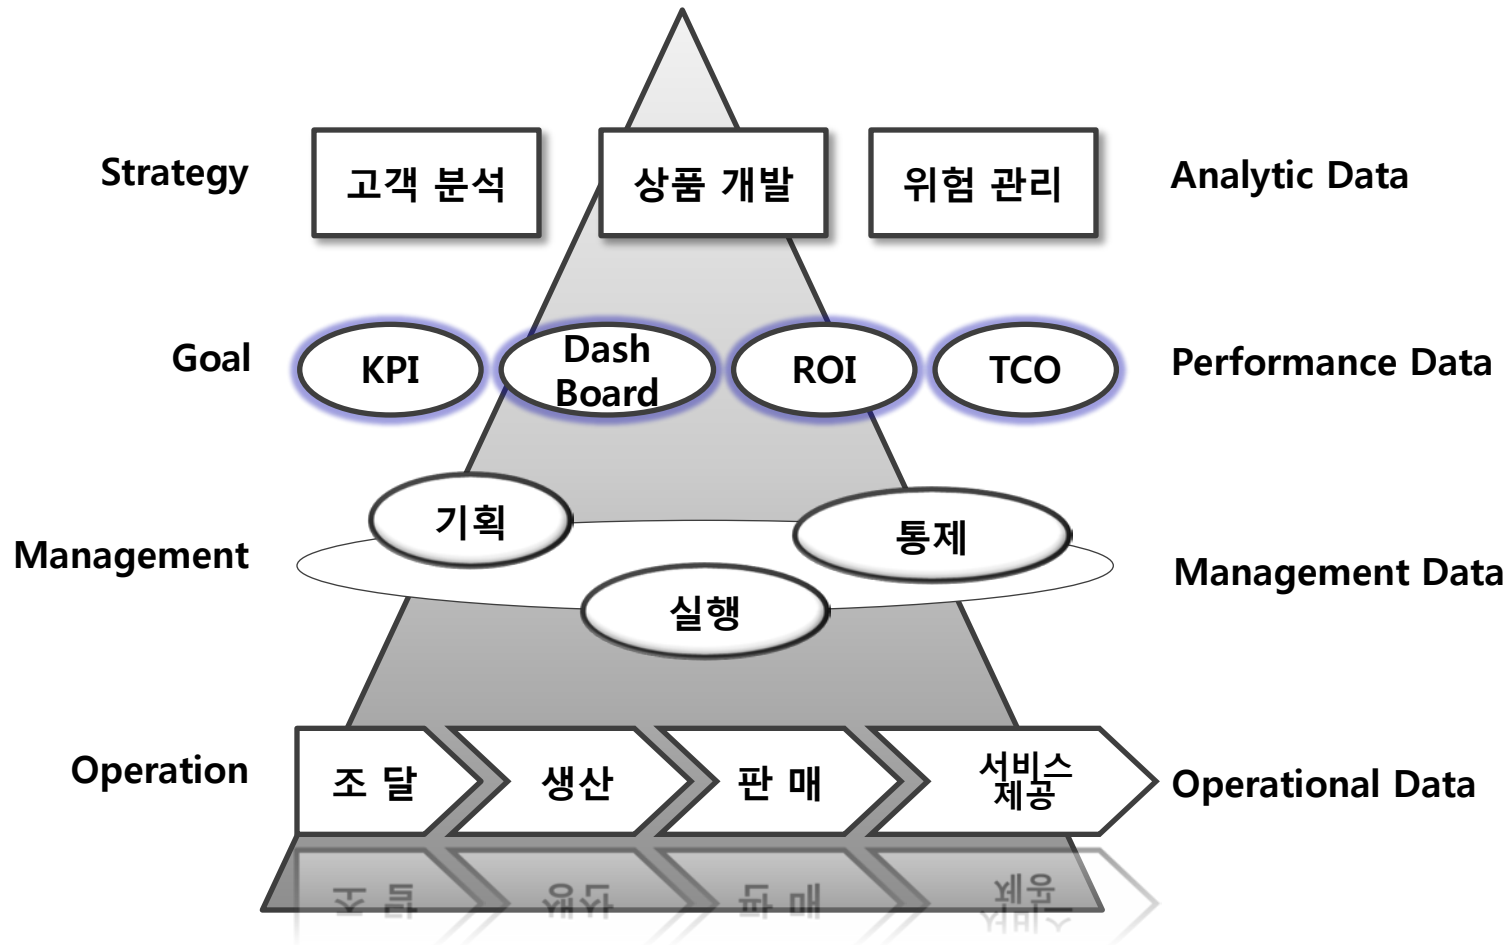 Strategy
고객 분석
상품 개발
위험 관리
Analytic Data
Goal
KPI
Dash
Board
ROI
TCO
Performance Data
Management
기획
실행
통제
Management Data
Operation
조 달
생산
판 매
서비스
제공
Operational Data